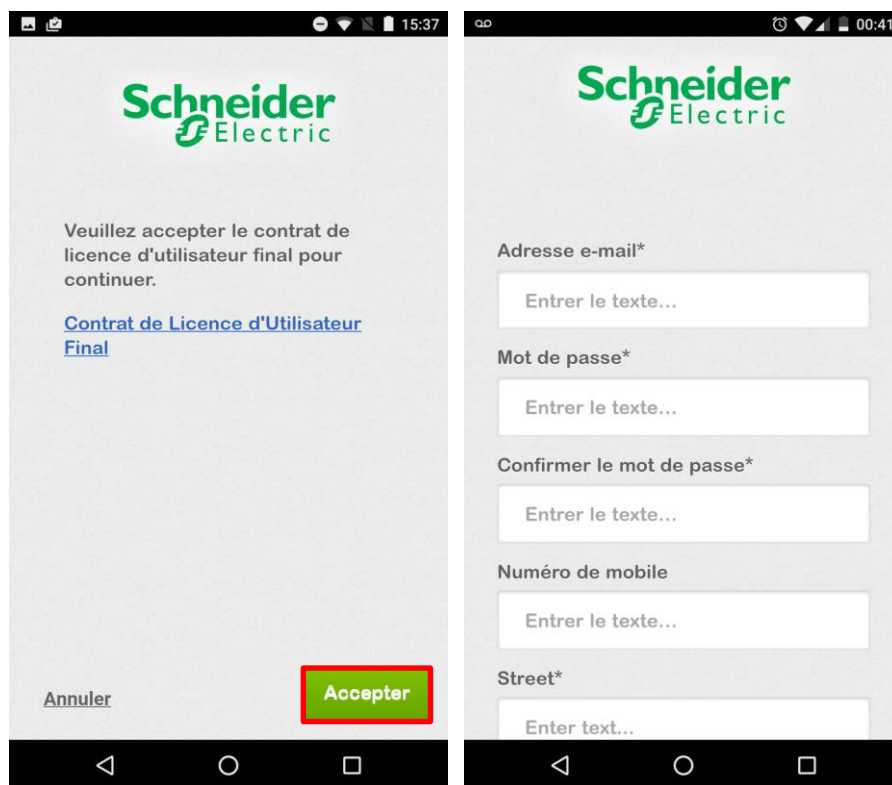 15:37
Schneider
Electric
Veuillez accepter le contrat de
licence d'utilisateur final pour
continuer.
Contrat de Licence d'Utilisateur
Final
Annuler
Accepter
00:41
Schneider
Electric
Adresse e-mail*
Entrer le texte...
Mot de passe*
Entrer le texte...
Confirmer le mot de passe*
Entrer le texte...
Numéro de mobile
Entrer le texte...
Street*
Enter text...